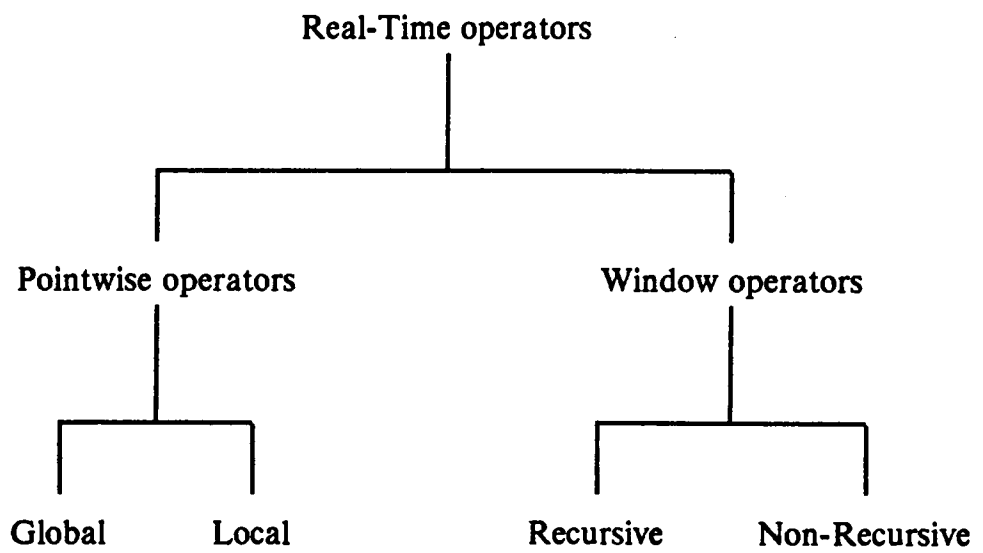 Real-Time operators
Pointwise operators Window operators
Global Local Recursive Non-Recursive